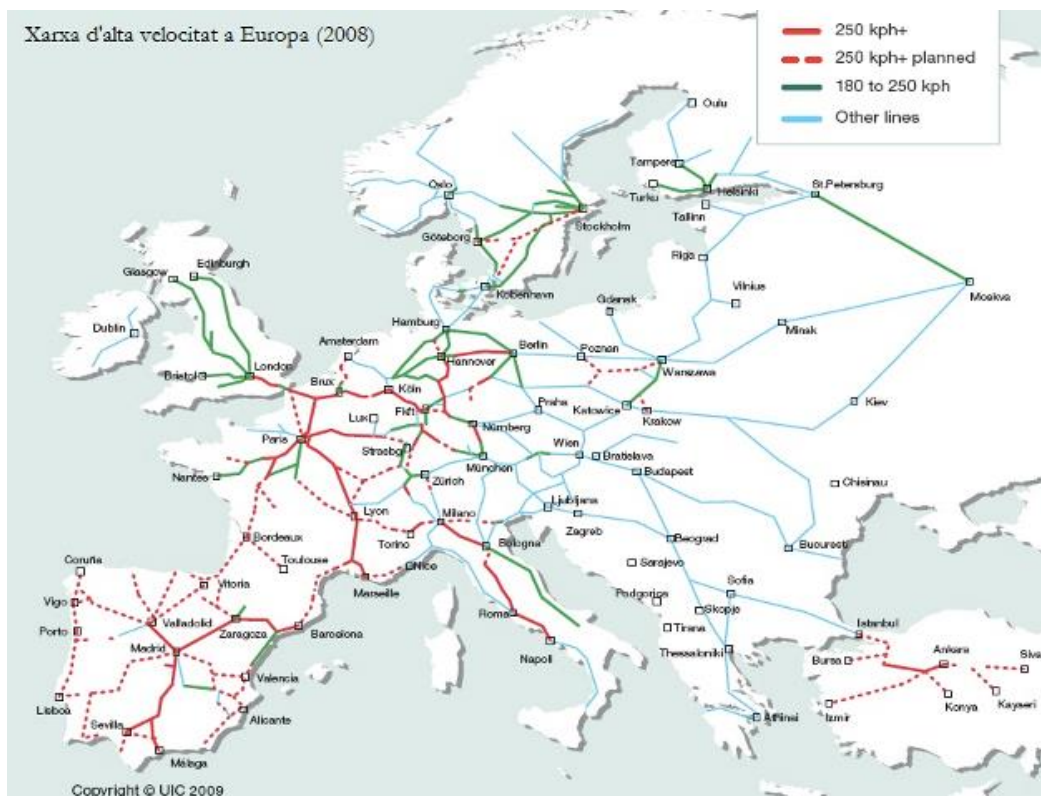 Xarxa d'alta velocitat a Europa (2008)
250 kph+
250 kph+ planned
180 to 250 kph
Other lines
Oulu
Tampere
Oslo
Helsinki
St.Petersburg
Turku
Stockholm
Tallinn
Göteborg
Riga
Edinburgh
Glasgow
Vilnius
Moskva
Kobenhavn
Gdansk
Dublin
Hamburg
Minsk
Amsterdam
Berlin
Poznan
Hannover
Warszawa
London
Bristol
Brux
Köln
Praha
Katowice
Kiev
Lux
Fkft
Krakow
Nürnberg
Paris
Wien
Strasbg
Bratislava
München
Budapest
Nantes
Zürich
Chisinau
Ljubljana
Lyon
Milano
Zagreb
Bordeaux
Torino
Bologna
Beograd
Bucuresti
Toulouse
Coruña
Nice
Sarajevo
Vitoria
Marseille
Sofia
Podgorica
Vigo
Roma
Skopje
Valladolid
Istanbul
Porto
Zaragoza
Barcelona
Tirana
Madrid
Thessaloniki
Ankara
Napoli
Bursa
Siva
Valencia
Lisboa
Konya
Kayseri
Izmir
Sevilla
Alicante
Athinai
Málaga
Copyright © UIC 2009